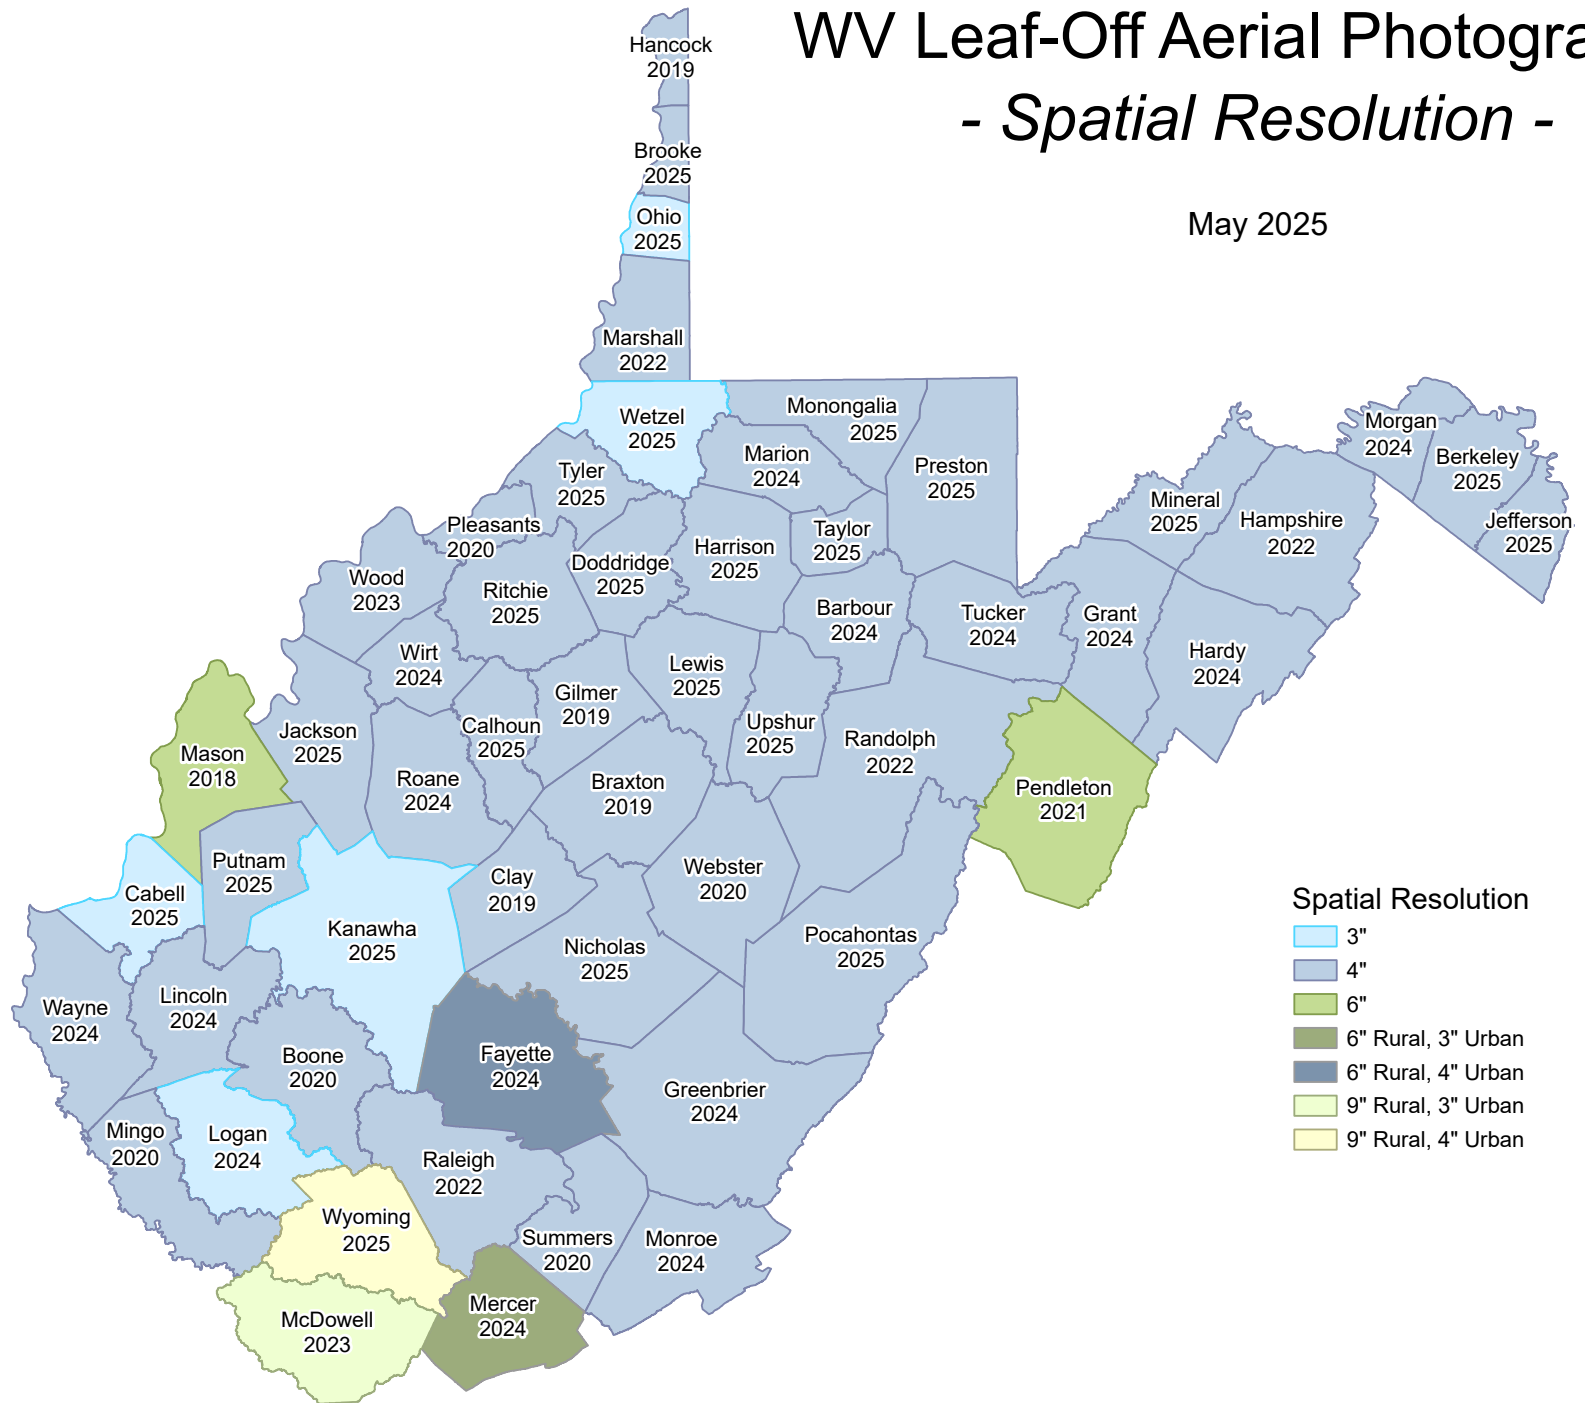 WV Leaf-Off Aerial Photogra
- Spatial Resolution -
May 2025
Hancock
2019
Brooke
2025
Ohio
2025
Marshall
2022
Wetzel
2025
Monongalia
2025
Marion
2024
Preston
2025
Tyler
2025
Pleasants
2020
Doddridge
2025
Harrison
2025
Taylor
2025
Mineral
2025
Hampshire
2022
Morgan
2024
Berkeley
2025
Jefferson
2025
Wood
2023
Ritchie
2025
Barbour
2024
Tucker
2024
Grant
2024
Hardy
2024
Wirt
2024
Gilmer
2019
Lewis
2025
Upshur
2025
Randolph
2022
Calhoun
2025
Jackson
2025
Mason
2018
Roane
2024
Braxton
2019
Pendleton
2021
Putnam
2025
Cabell
2025
Clay
2019
Webster
2020
Kanawha
2025
Nicholas
2025
Pocahontas
2025
Wayne
2024
Lincoln
2024
Boone
2020
Fayette
2024
Greenbrier
2024
Mingo
2020
Logan
2024
Raleigh
2022
Wyoming
2025
Summers
2020
Monroe
2024
McDowell
2023
Mercer
2024
Spatial Resolution
3"
4"
6"
6" Rural, 3" Urban
6" Rural, 4" Urban
9" Rural, 3" Urban
9" Rural, 4" Urban